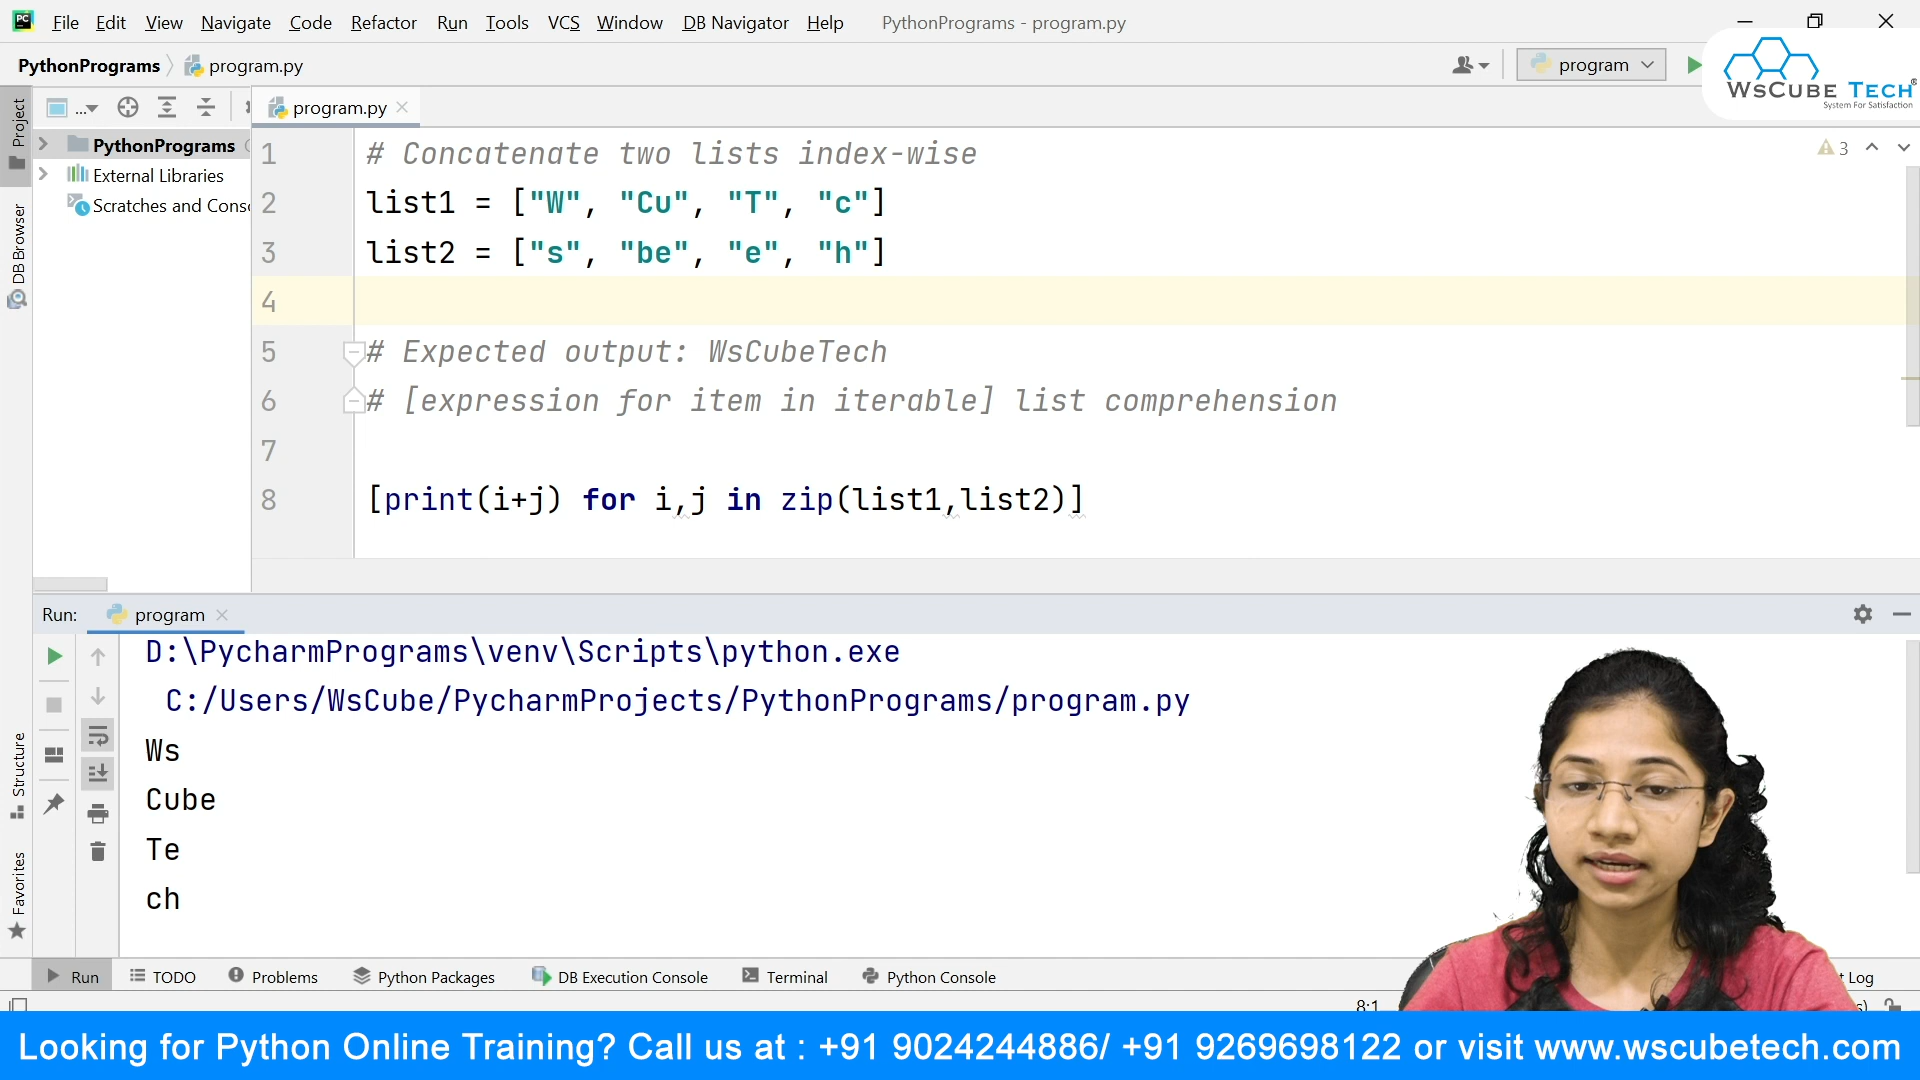 File Edit View Navigate Code Refactor Run Tools VCS Window DB Navigator Help PythonPrograms - program.py
PythonPrograms program.py
program
WsCube Tech®
System For Satisfaction
Project
...
program.py
PythonPrograms
External Libraries
Scratches and Cons
DB Browser
3
1 # Concatenate two lists index-wise
2 list1 = ["W", "Cu", "T", "c"]
3 list2 = ["s", "be", "e", "h"]
4
5 # Expected output: WsCubeTech
6 # [expression for item in iterable] list comprehension
7
8 [print(i+j) for i,j in zip(list1,list2)]
Run: program
D:\PycharmPrograms\venv\Scripts\python.exe
C:/Users/WsCube/PycharmProjects/PythonPrograms/program.py
Ws
Cube
Te
ch
Structure
Favorites
Run TODO Problems Python Packages DB Execution Console Terminal Python Console t Log
8:1
Looking for Python Online Training? Call us at : +91 9024244886/ +91 9269698122 or visit www.wscubetech.com